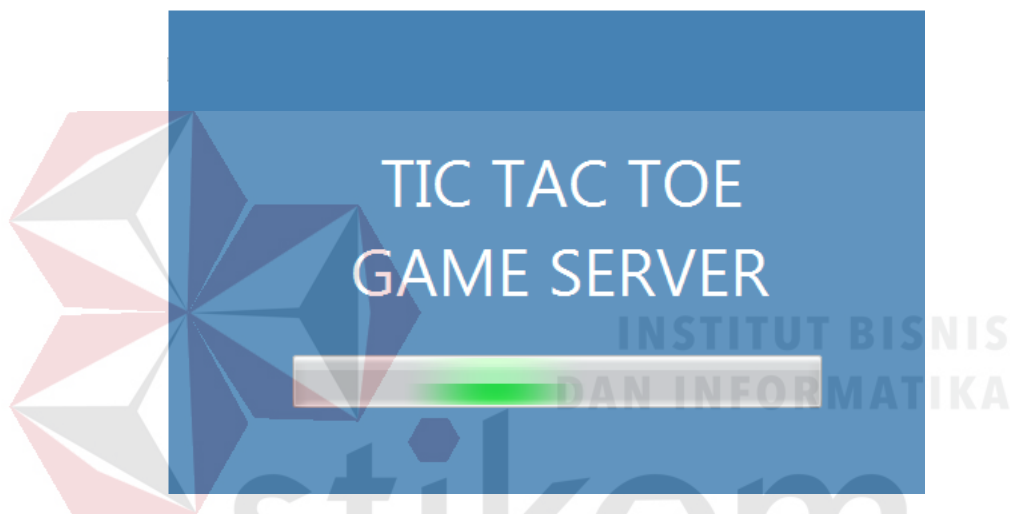 TIC TAC TOE
GAME SERVER
INSTITUT BISNIS
DAN INFORMATIKA
stikom